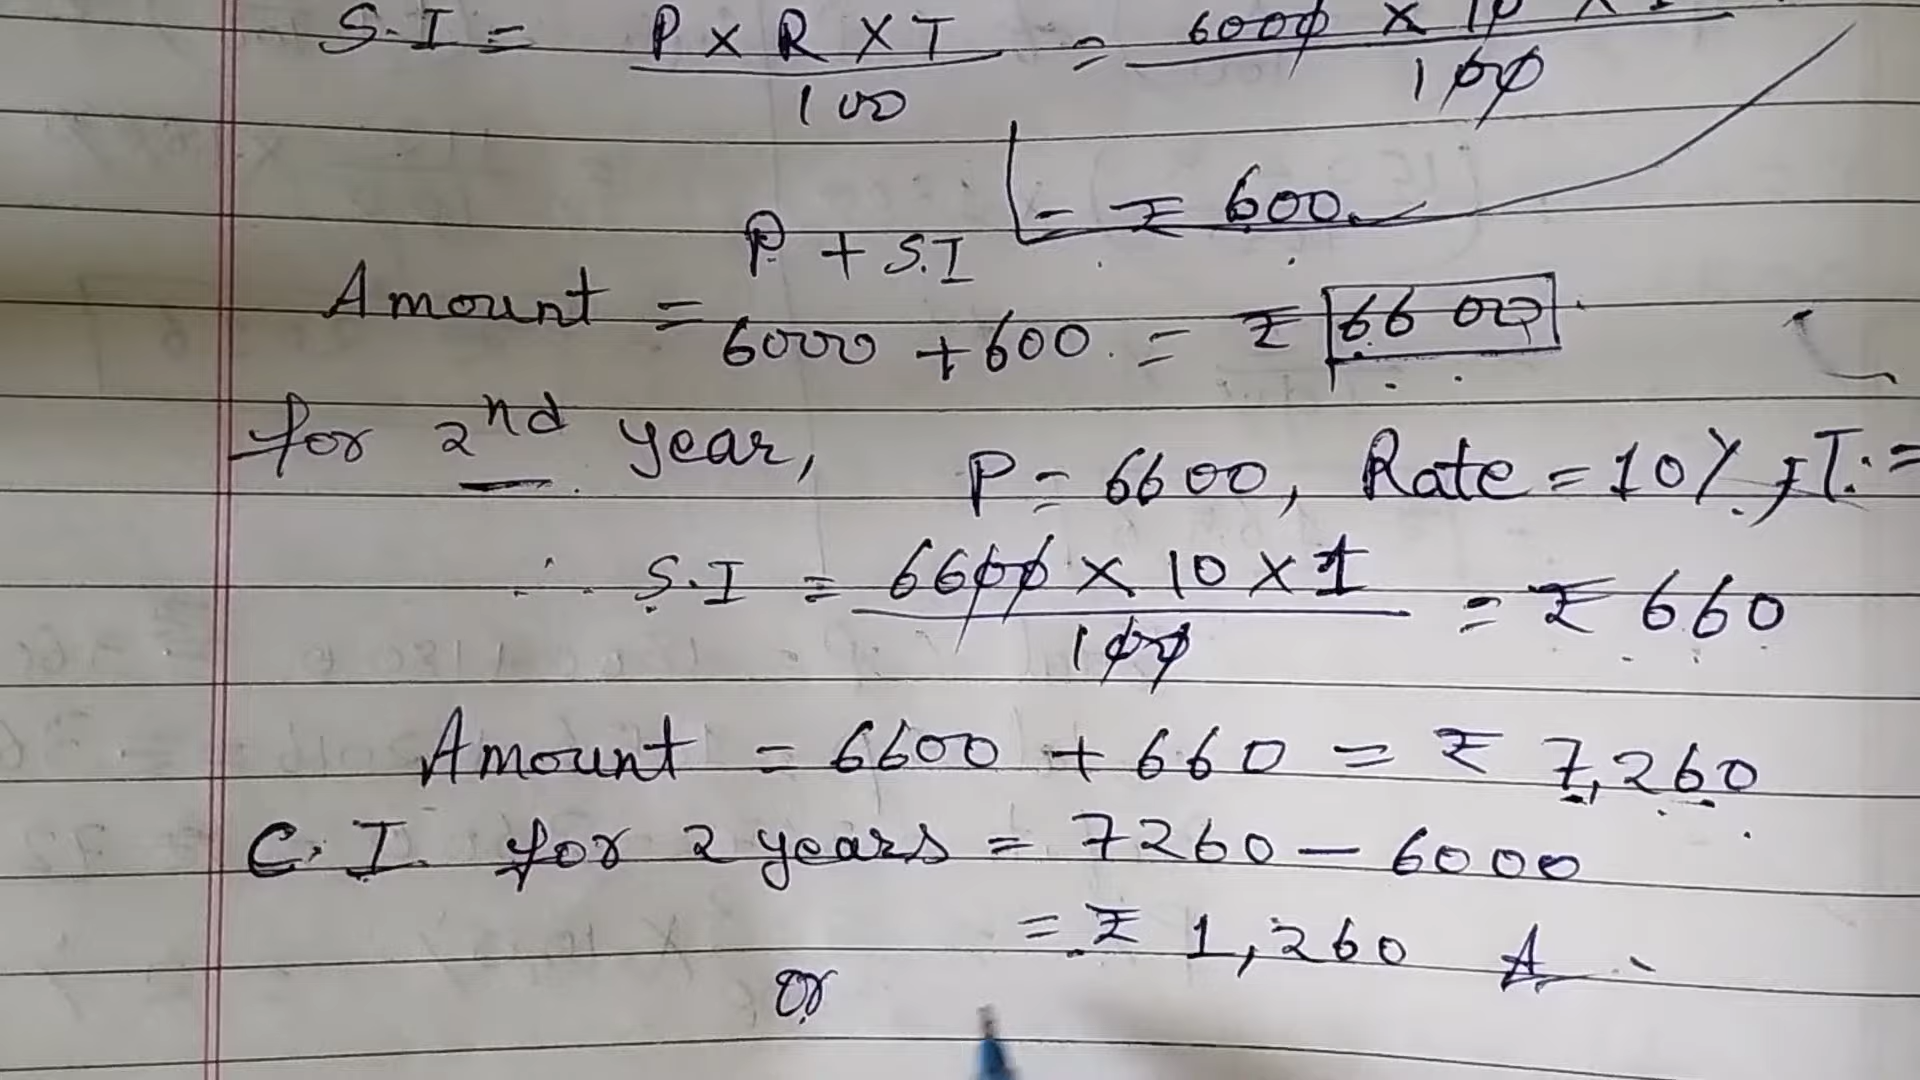 S.I = P x R x T / 100 = 6000 x 10 x 1 / 100
= ₹ 600
P + S.I
Amount = 6000 + 600 = ₹ 6600
for 2nd year, P = 6600, Rate = 10%, T. =
∴ S.I = 6600 x 10 x 1 / 100 = ₹ 660
Amount = 6600 + 660 = ₹ 7,260
C.I. for 2 years = 7260 - 6000
= ₹ 1,260 A
or